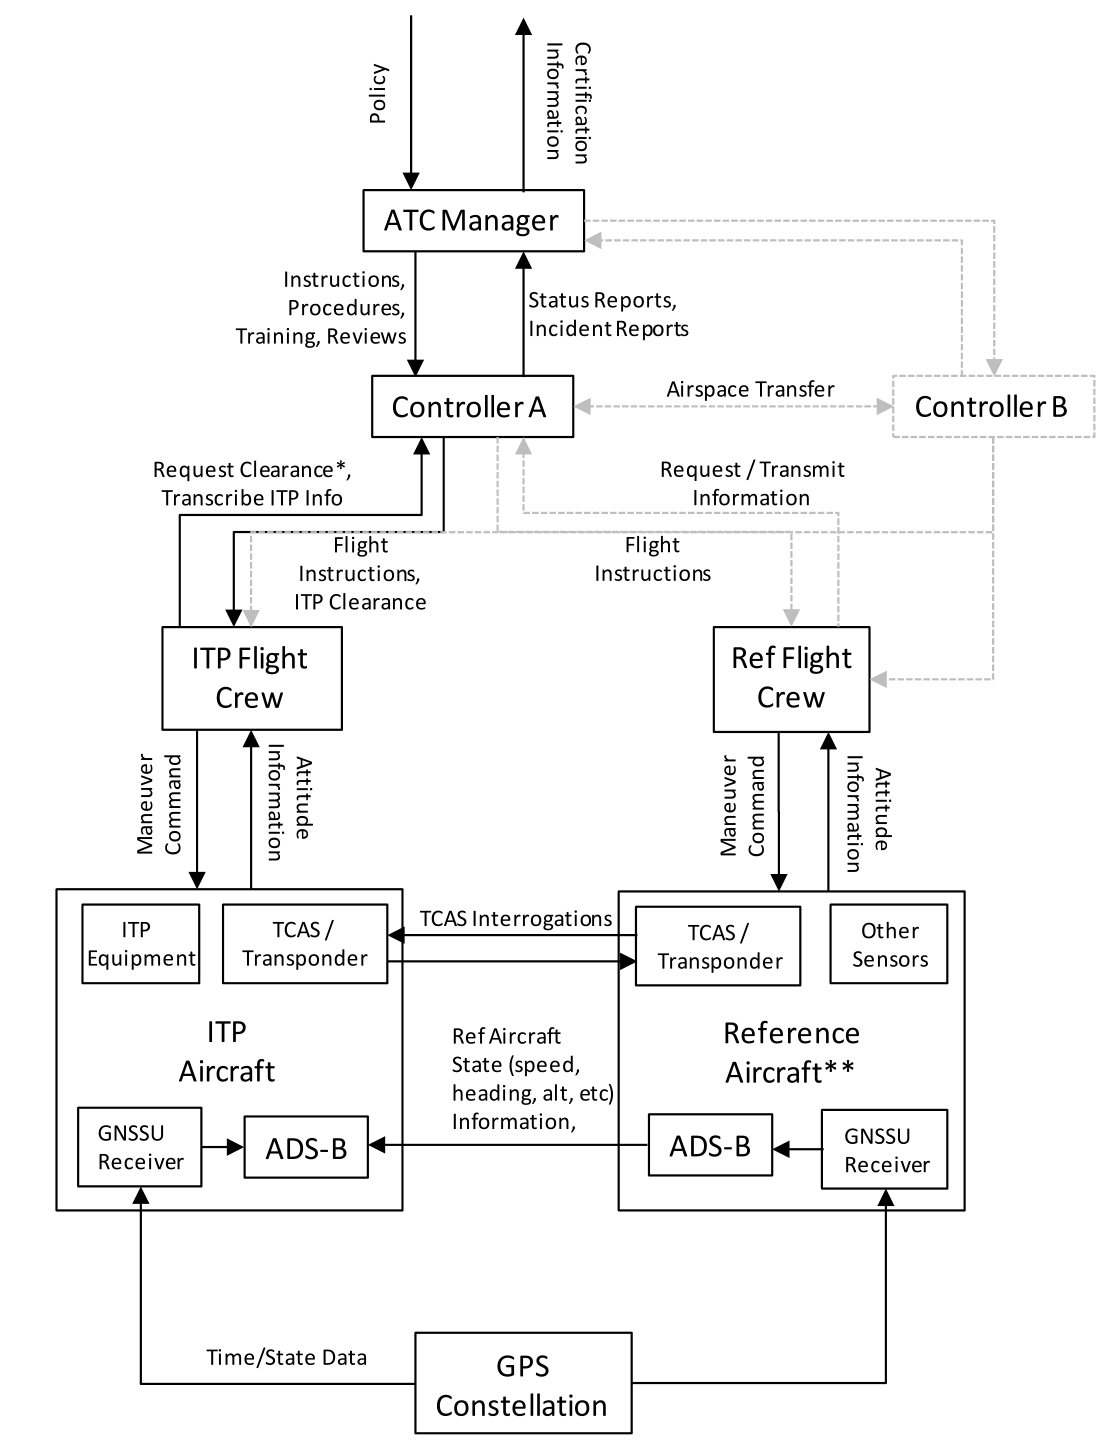 Policy
Certification
Information
ATC Manager
Instructions,
Procedures,
Training, Reviews
Status Reports,
Incident Reports
Controller A
Airspace Transfer
Controller B
Request Clearance*,
Transcribe ITP Info
Request / Transmit
Information
Flight
Instructions,
ITP Clearance
Flight
Instructions
ITP Flight
Crew
Ref Flight
Crew
Maneuver
Command
Attitude
Information
Maneuver
Command
Attitude
Information
ITP
Equipment
TCAS /
Transponder
TCAS Interrogations
TCAS /
Transponder
Other
Sensors
ITP
Aircraft
Ref Aircraft
State (speed,
heading, alt, etc)
Information,
Reference
Aircraft**
GNSSU
Receiver
ADS-B
ADS-B
GNSSU
Receiver
Time/State Data
GPS
Constellation